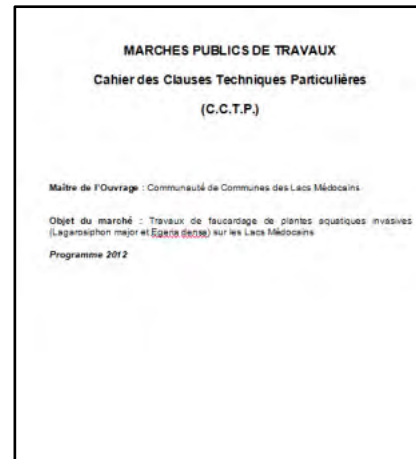 MARCHES PUBLICS DE TRAVAUX
Cahier des Clauses Techniques Particulières
(C.C.T.P.)
Maître de l'Ouvrage : Communauté de Communes des Lacs Médocains
Objet du marché : Travaux de faucardage de plantes aquatiques invasives
(Lagarosiphon major et Egeria densa) sur les Lacs Médocains
Programme 2012